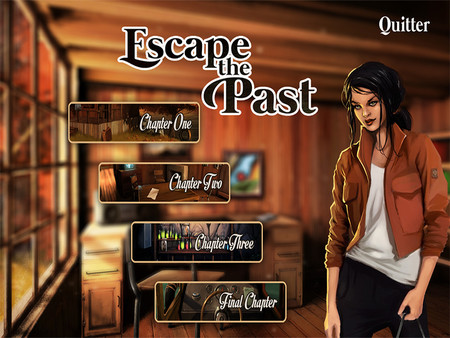 Quitter
Escape
the
Past
Chapter One
Chapter Two
Chapter Three
Final Chapter